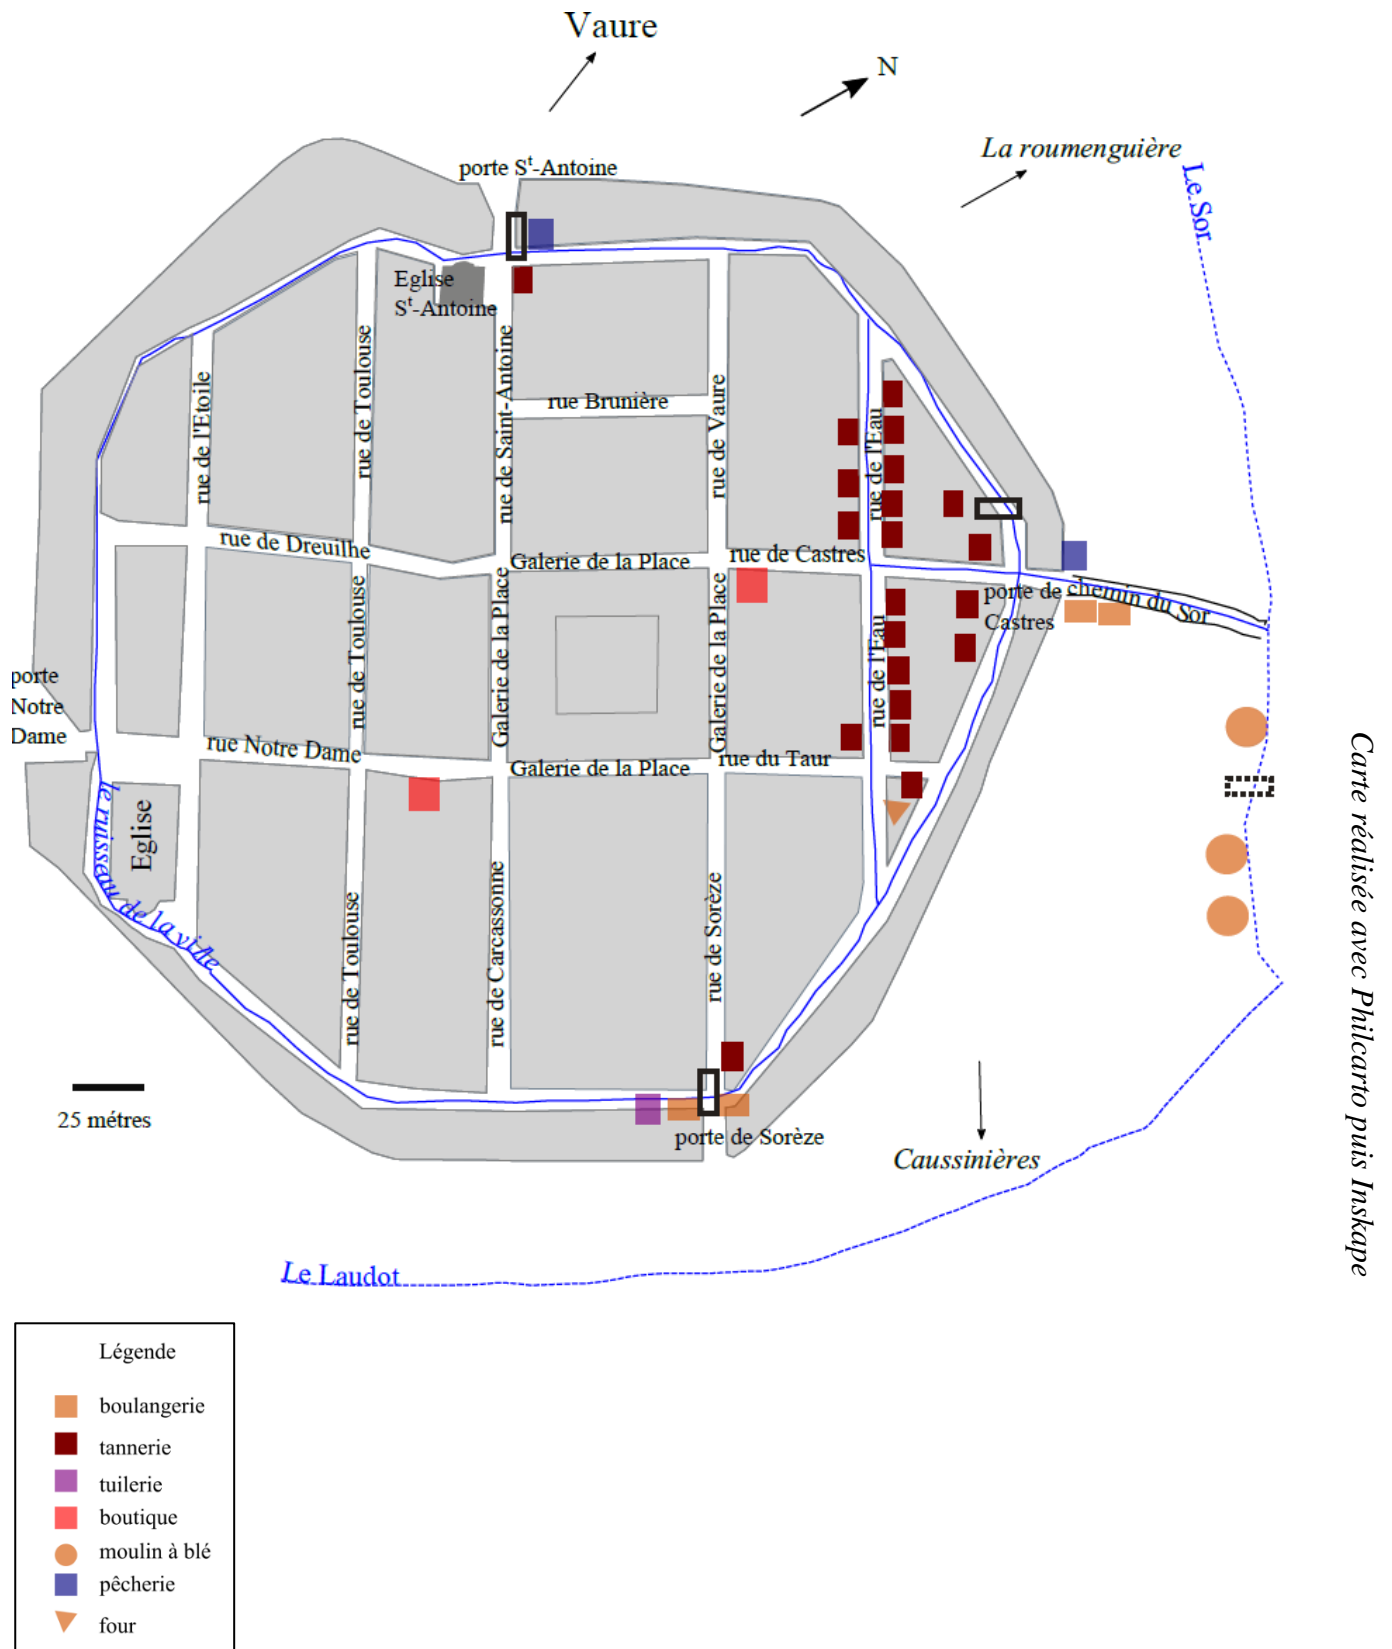 Vaure
N
La roumenguière
porte St-Antoine
Le Sor
Eglise
St-Antoine
rue de l'Etoile
rue de Toulouse
rue de Saint-Antoine
rue Brunière
rue de Vaure
rue de l'Eau
rue de Dreuilhe
Galerie de la Place
rue de Castres
porte de
Castres
chemin du Sor
rue de Toulouse
Galerie de la Place
Galerie de la Place
rue de l'Eau
porte
Notre
Dame
rue Notre Dame
Galerie de la Place
rue du Taur
le ruisseau de la ville
Eglise
rue de Toulouse
rue de Carcassonne
rue de Sorèze
25 métres
porte de Sorèze
Caussinières
Le Laudot
Carte réalisée avec Philcarto puis Inskape
Légende
boulangerie
tannerie
tuilerie
boutique
moulin à blé
pêcherie
four